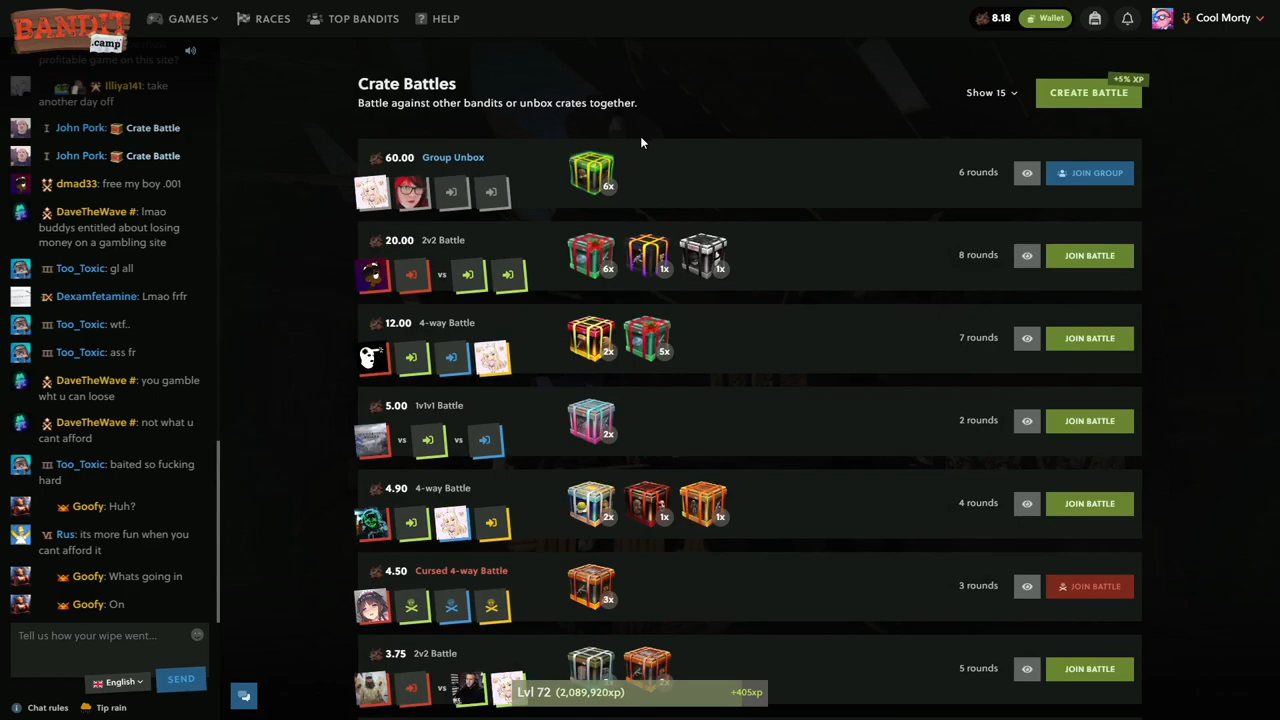 BANDIT
.camp
GAMES
RACES
TOP BANDITS
HELP
8.18
Wallet
Cool Morty
profitable game on this site?
Illiya141: take
another day off
John Pork: Crate Battle
John Pork: Crate Battle
dmad33: free my boy .001
DaveTheWave #: lmao
buddys entitled about losing
money on a gambling site
Too_Toxic: gl all
Dexamfetamine: Lmao frfr
Too_Toxic: wtf..
Too_Toxic: ass fr
DaveTheWave #: you gamble
wht u can loose
DaveTheWave #: not what u
cant afford
Too_Toxic: baited so fucking
hard
Goofy: Huh?
VI Rus: its more fun when you
cant afford it
Goofy: Whats going in
Goofy: On
Tell us how your wipe went...
English
SEND
Chat rules
Tip rain
Crate Battles
Battle against other bandits or unbox crates together.
Show 15
+5% XP
CREATE BATTLE
60.00 Group Unbox
6x
6 rounds
JOIN GROUP
20.00 2v2 Battle
vs
6x
1x
1x
8 rounds
JOIN BATTLE
12.00 4-way Battle
2x
5x
7 rounds
JOIN BATTLE
5.00 1v1v1 Battle
vs
vs
2x
2 rounds
JOIN BATTLE
4.90 4-way Battle
2x
1x
1x
4 rounds
JOIN BATTLE
4.50 Cursed 4-way Battle
3x
3 rounds
JOIN BATTLE
3.75 2v2 Battle
vs
5 rounds
JOIN BATTLE
Lvl 72 (2,089,920xp)
+405xp